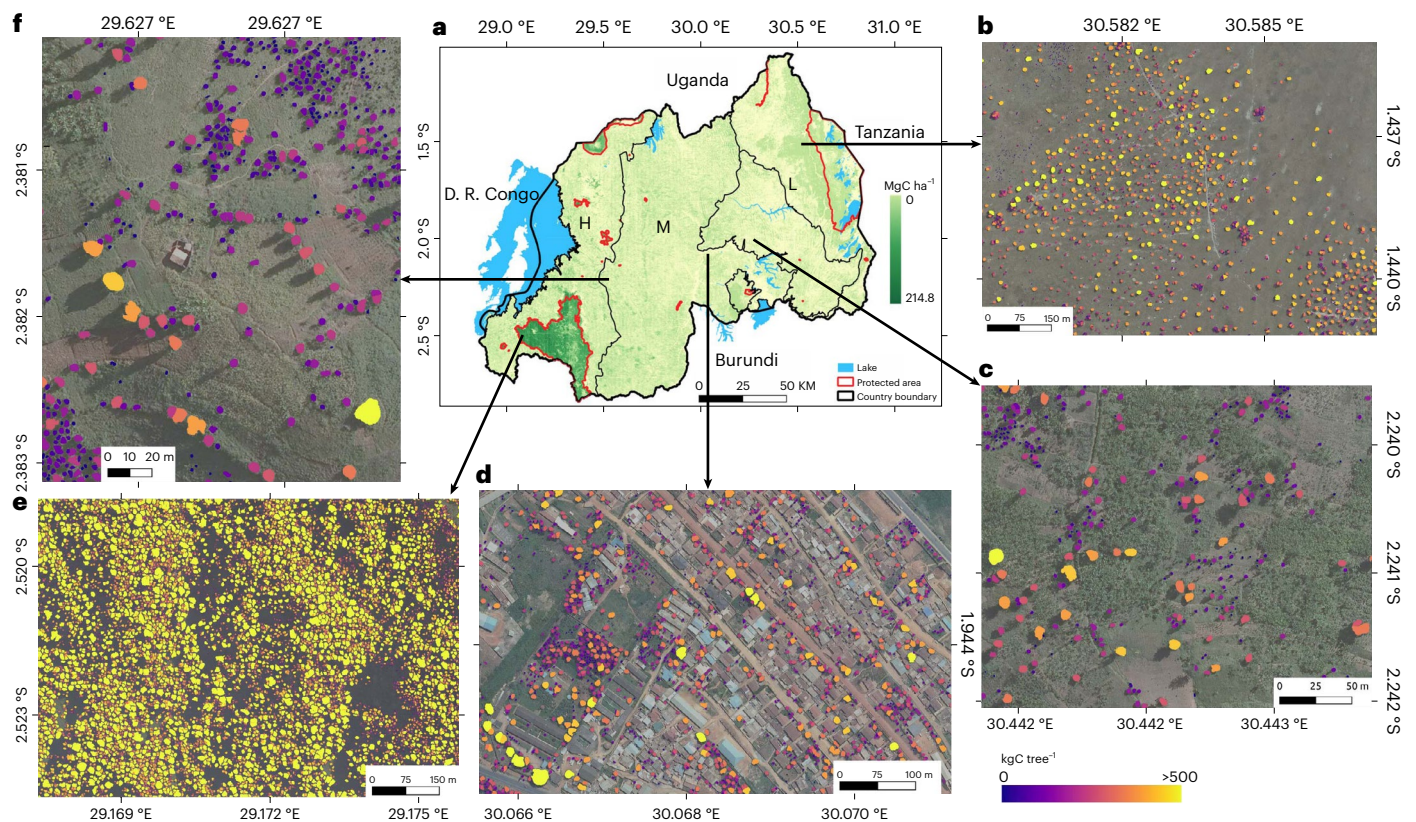 f
29.627 °E
29.627 °E
2.381 °S
2.382 °S
2.383 °S
0 10 20 m
a
29.0 °E
29.5 °E
30.0 °E
30.5 °E
31.0 °E
1.5 °S
2.0 °S
2.5 °S
Uganda
Tanzania
D. R. Congo
Burundi
H
M
L
MgC ha⁻¹
0
214.8
Lake
Protected area
Country boundary
0 25 50 KM
b
30.582 °E
30.585 °E
1.437 °S
1.440 °S
0 75 150 m
c
2.240 °S
2.241 °S
2.242 °S
0 25 50 m
30.442 °E
30.442 °E
30.443 °E
kgC tree⁻¹
0
>500
d
1.944 °S
0 75 100 m
30.066 °E
30.068 °E
30.070 °E
e
2.520 °S
2.523 °S
0 75 150 m
29.169 °E
29.172 °E
29.175 °E